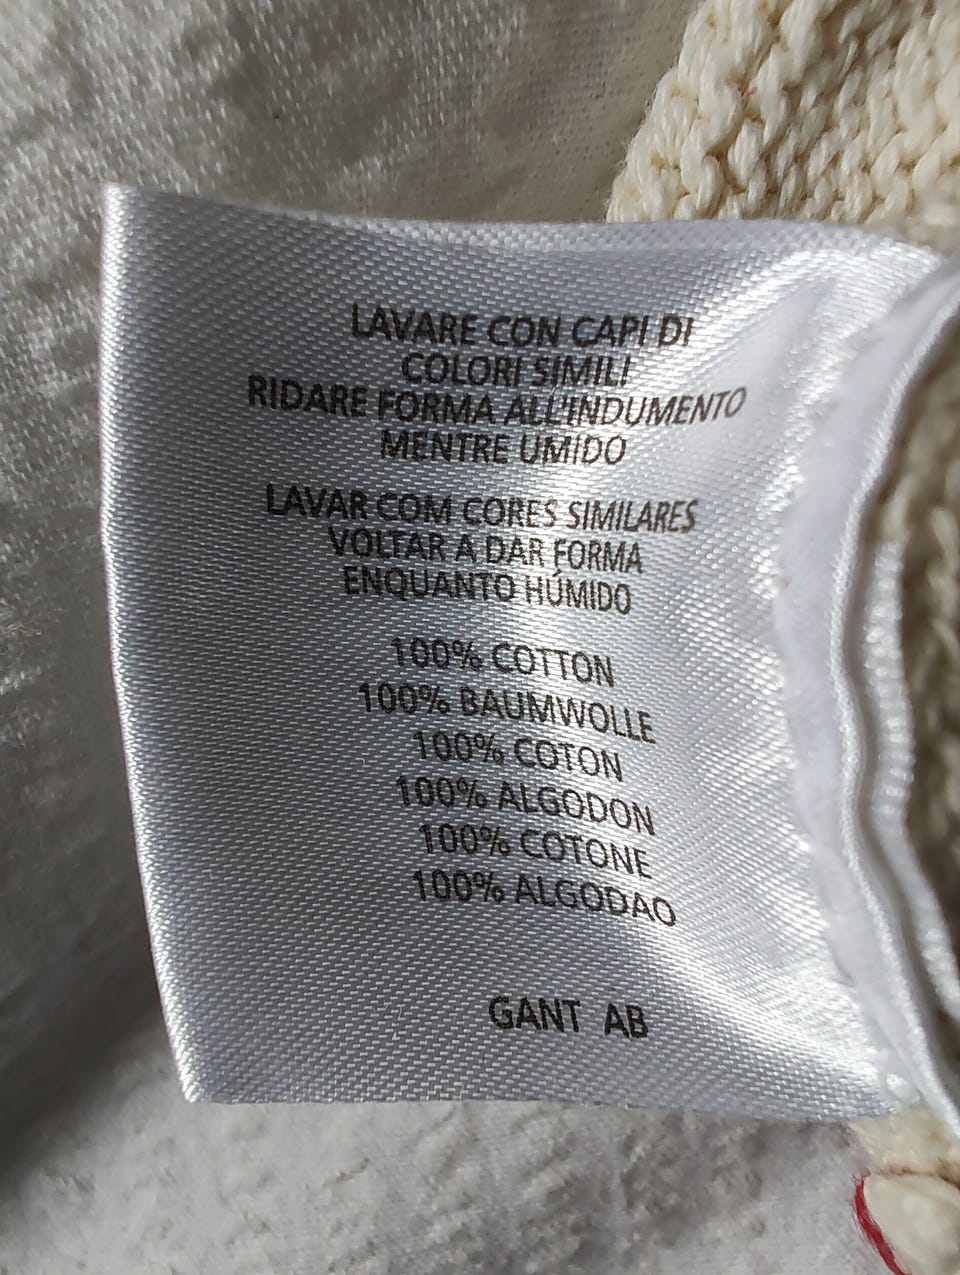 LAVARE CON CAPI DI
COLORI SIMILI
RIDARE FORMA ALL'INDUMENTO
MENTRE UMIDO
LAVAR COM CORES SIMILARES
VOLTAR A DAR FORMA
ENQUANTO HÚMIDO
100% COTTON
100% BAUMWOLLE
100% COTON
100% ALGODON
100% COTONE
100% ALGODAO
GANT AB